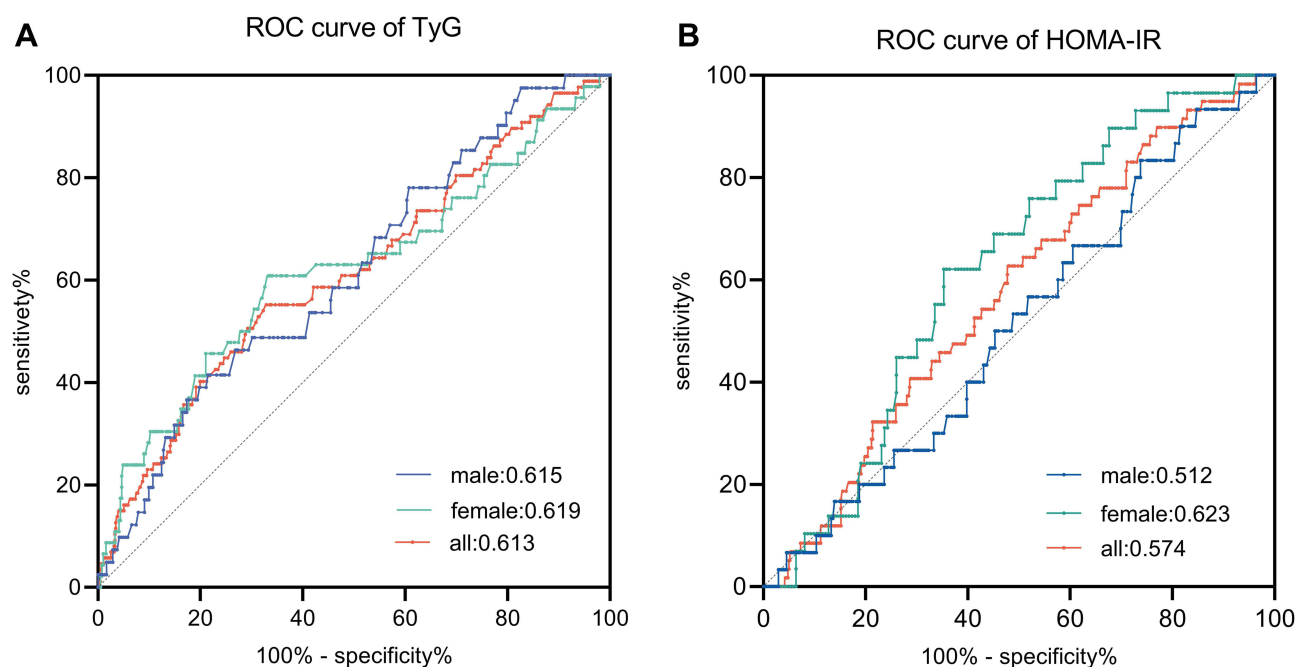 A
ROC curve of TyG
100
80
60
40
20
0
sensitivety%
male:0.615
female:0.619
all:0.613
0 20 40 60 80 100
100% - specificity%
B
ROC curve of HOMA-IR
100
80
60
40
20
0
sensitivity%
male:0.512
female:0.623
all:0.574
0 20 40 60 80 100
100% - specificity%